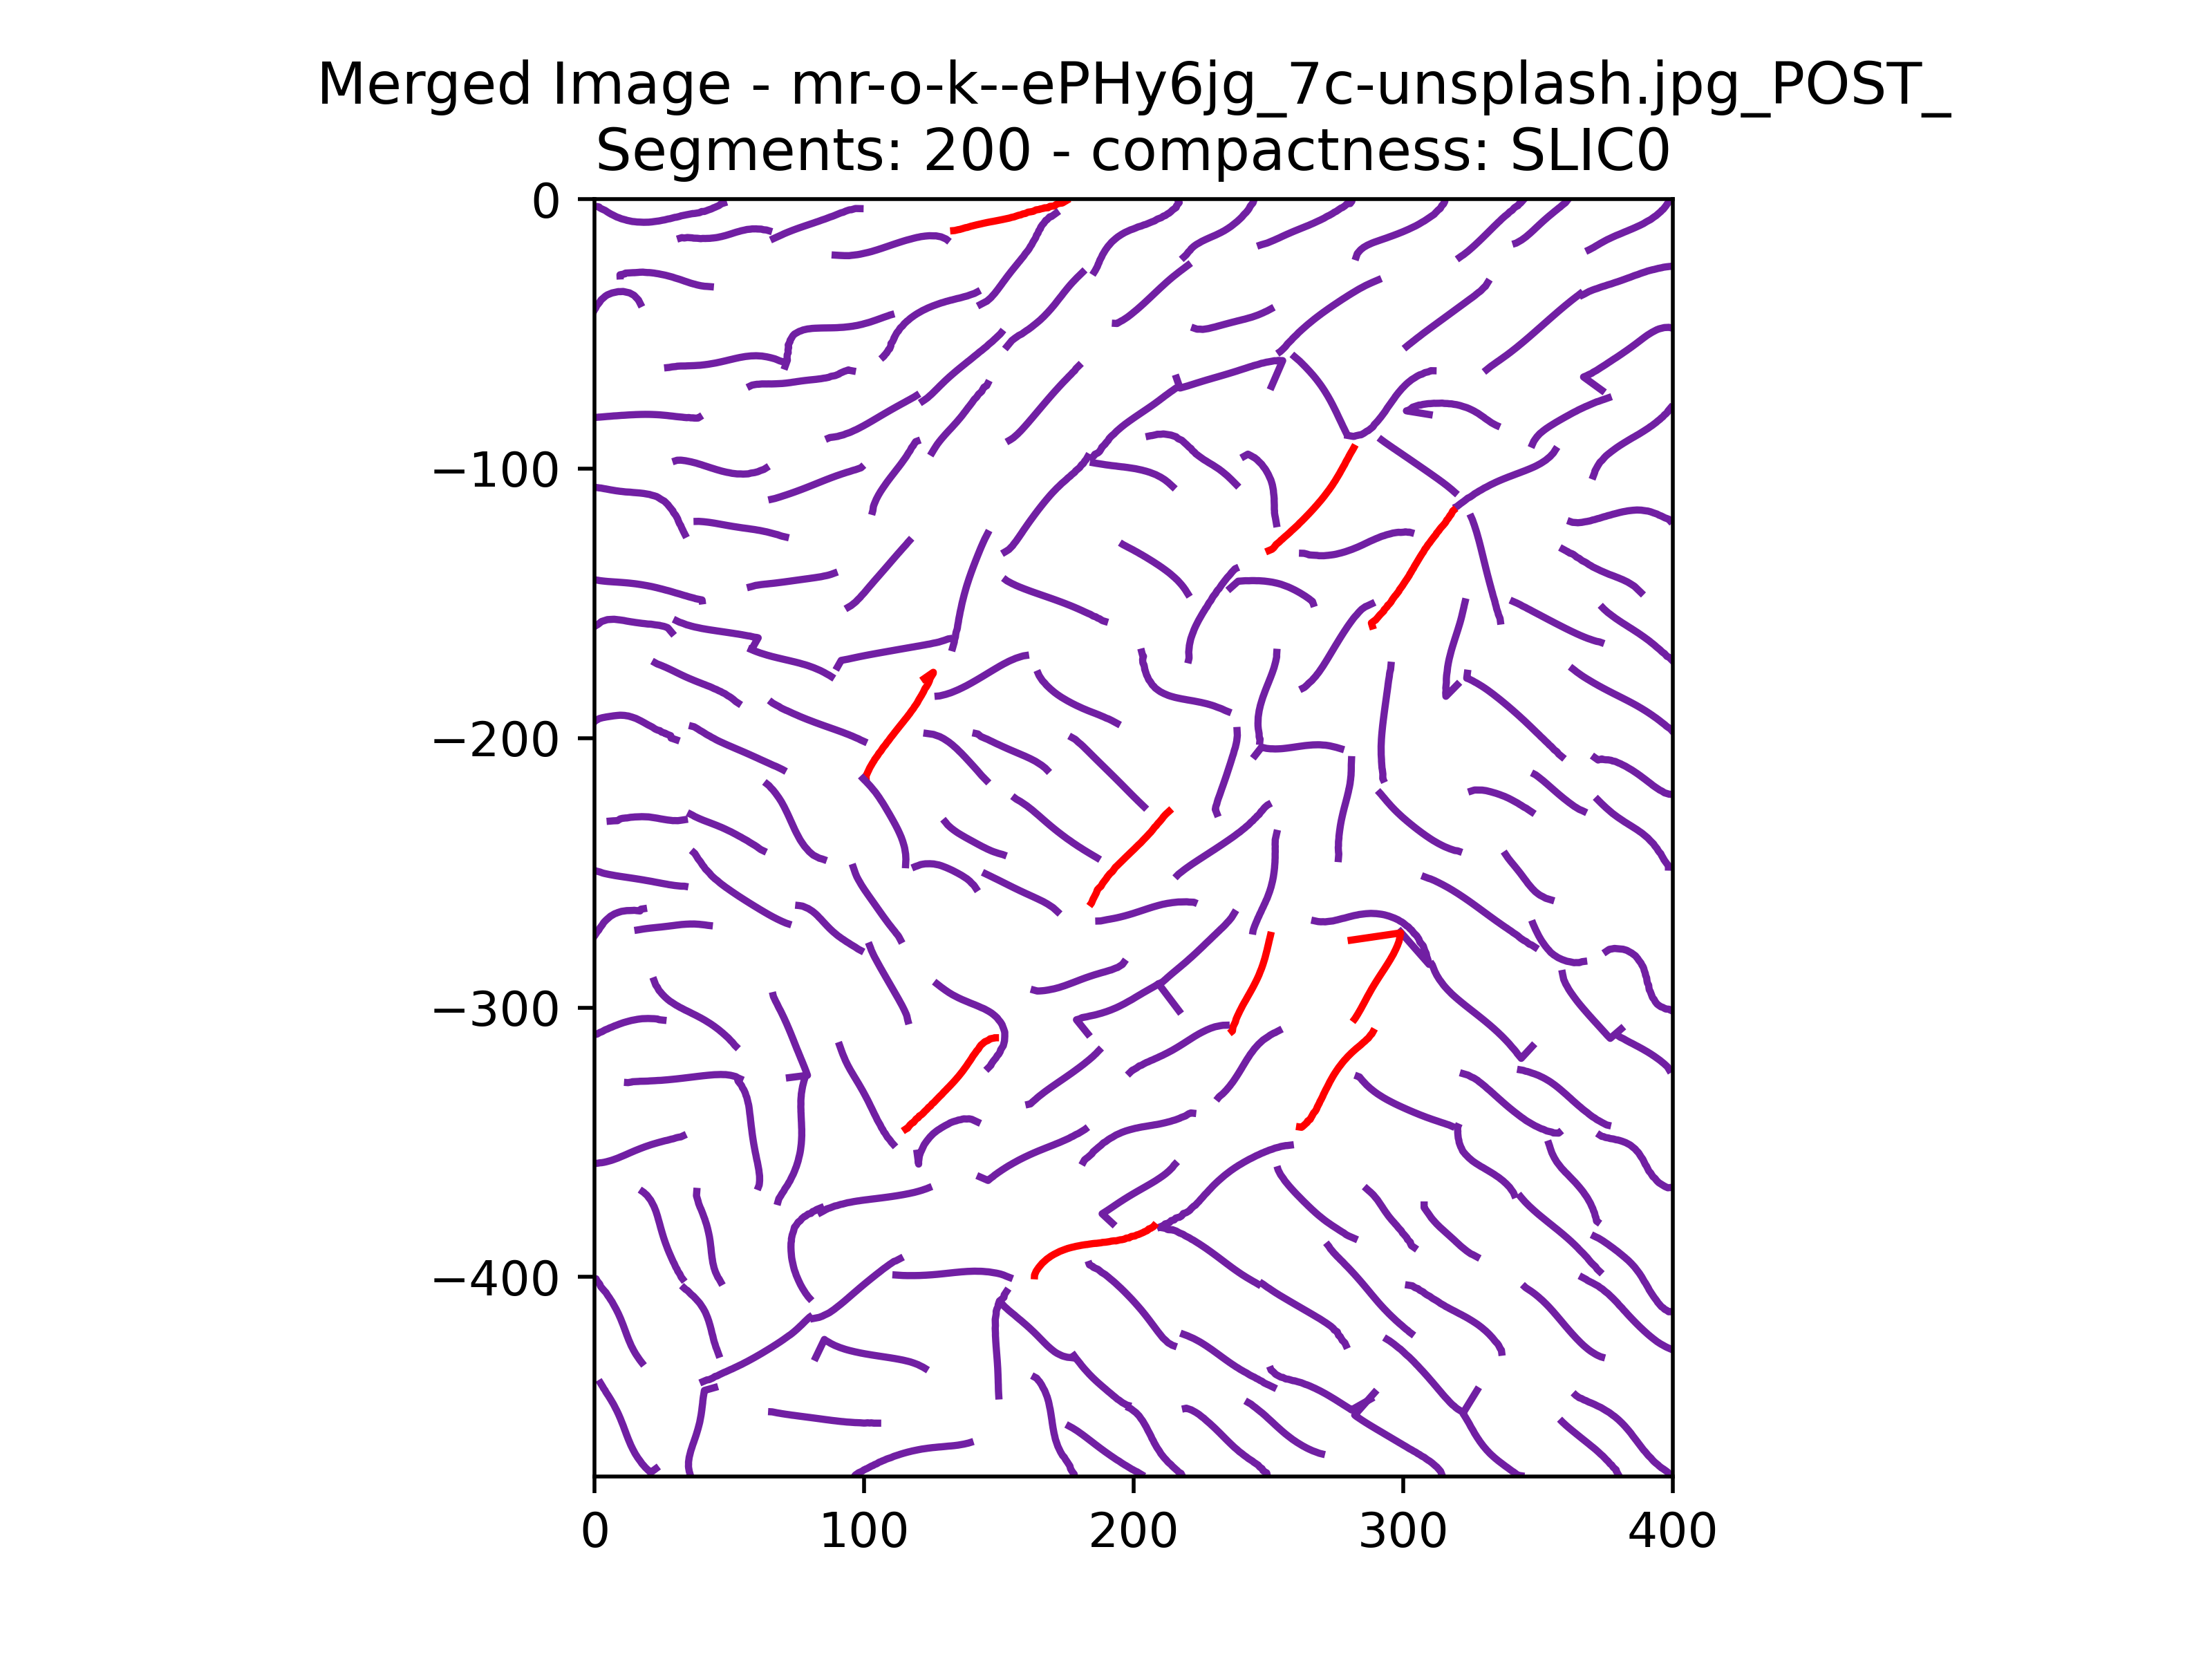 Merged Image - mr-o-k--ePHy6jg_7c-unsplash.jpg_POST_
Segments: 200 - compactness: SLIC0
0
−100
−200
−300
−400
0 100 200 300 400